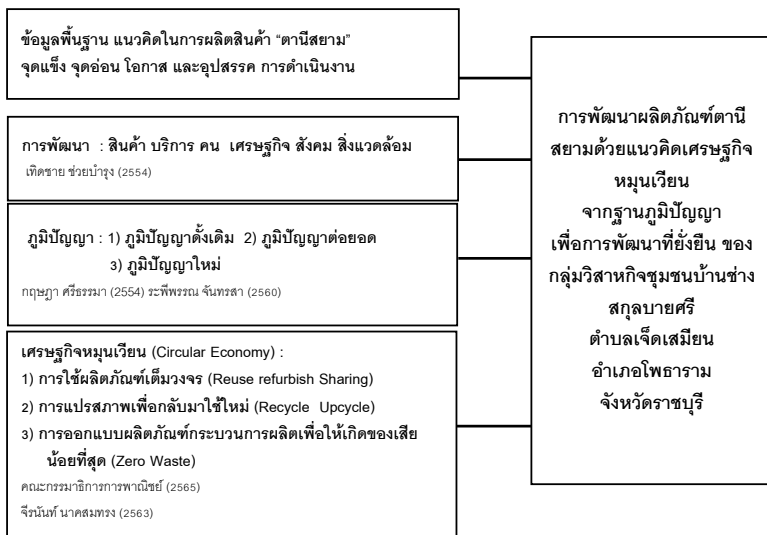 ข้อมูลพื้นฐาน แนวคิดในการผลิตสินค้า “ตานีสยาม”
จุดแข็ง จุดอ่อน โอกาส และอุปสรรค การดำเนินงาน
การพัฒนา : สินค้า บริการ คน เศรษฐกิจ สังคม สิ่งแวดล้อม
เทิดชาย ช่วยบำรุง (2554)
ภูมิปัญญา : 1) ภูมิปัญญาดั้งเดิม 2) ภูมิปัญญาต่อยอด
3) ภูมิปัญญาใหม่
กฤษฎา ศรีธรรมา (2554) ระพีพรรณ จันทรสา (2560)
เศรษฐกิจหมุนเวียน (Circular Economy) :
1) การใช้ผลิตภัณฑ์เต็มวงจร (Reuse refurbish Sharing)
2) การแปรสภาพเพื่อกลับมาใช้ใหม่ (Recycle Upcycle)
3) การออกแบบผลิตภัณฑ์กระบวนการผลิตเพื่อให้เกิดของเสีย
น้อยที่สุด (Zero Waste)
คณะกรรมาธิการการพาณิชย์ (2565)
จีรนันท์ นาคสมทรง (2563)
การพัฒนาผลิตภัณฑ์ตานี
สยามด้วยแนวคิดเศรษฐกิจ
หมุนเวียน
จากฐานภูมิปัญญา
เพื่อการพัฒนาที่ยั่งยืน ของ
กลุ่มวิสาหกิจชุมชนบ้านช่าง
สกุลบายศรี
ตำบลเจ็ดเสมียน
อำเภอโพธาราม
จังหวัดราชบุรี